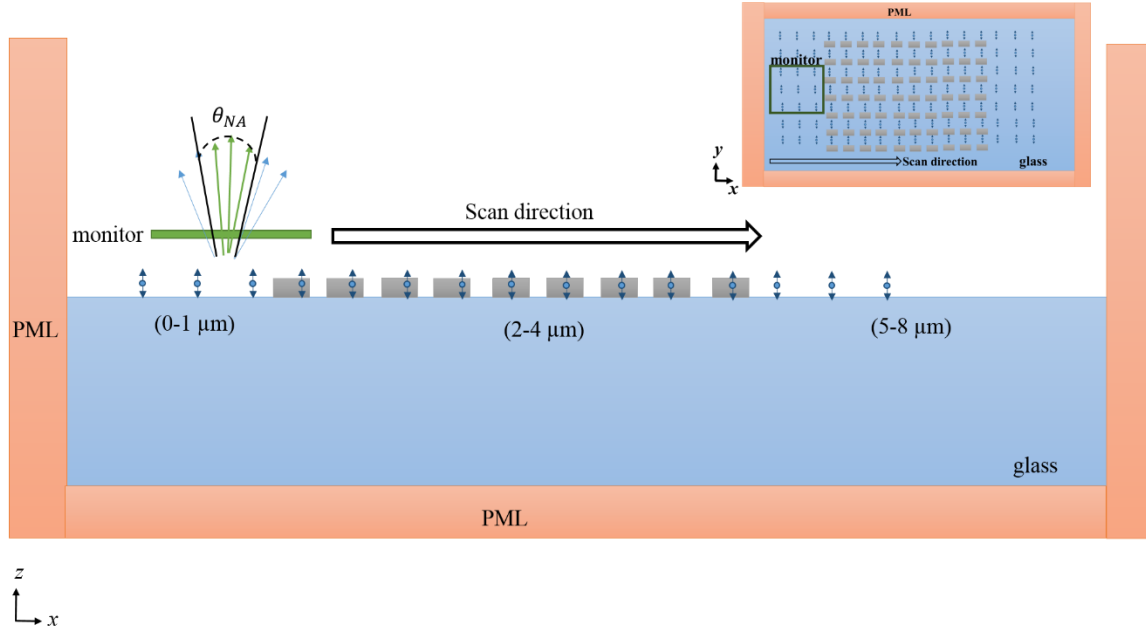 PML
monitor
y
x
Scan direction
glass
θNA
Scan direction
monitor
(0-1 µm)
(2-4 µm)
(5-8 µm)
PML
glass
PML
z
x